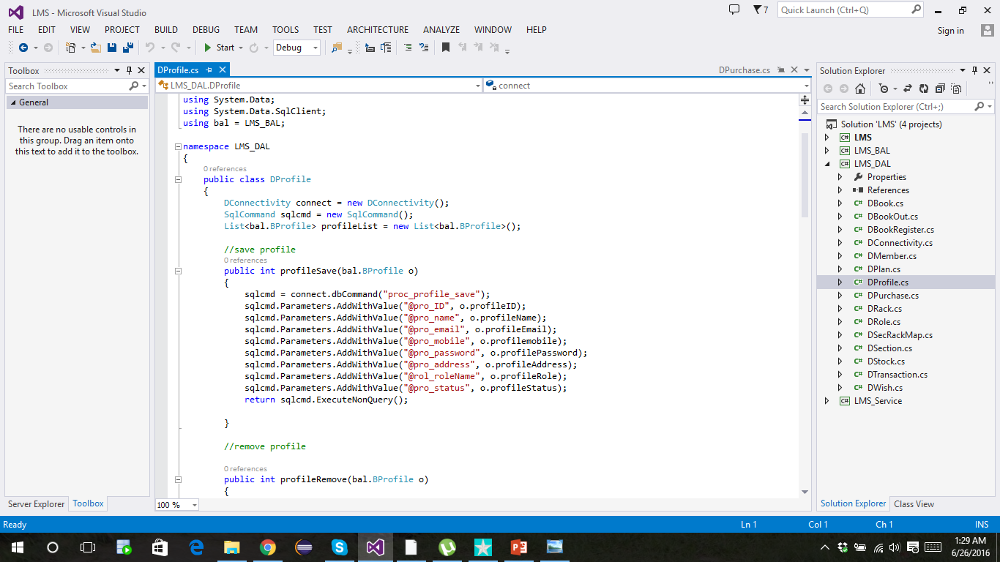 LMS - Microsoft Visual Studio
7
Quick Launch (Ctrl+Q)
FILE EDIT VIEW PROJECT BUILD DEBUG TEAM TOOLS TEST ARCHITECTURE ANALYZE WINDOW HELP
Sign in
Start Debug
Toolbox
Search Toolbox
General
There are no usable controls in
this group. Drag an item onto
this text to add it to the toolbox.
Server Explorer Toolbox
DProfile.cs DPurchase.cs
LMS_DAL.DProfile connect
using System.Data;
using System.Data.SqlClient;
using bal = LMS_BAL;
namespace LMS_DAL
{
0 references
public class DProfile
{
DConnectivity connect = new DConnectivity();
SqlCommand sqlcmd = new SqlCommand();
List<bal.BProfile> profileList = new List<bal.BProfile>();
//save profile
0 references
public int profileSave(bal.BProfile o)
{
sqlcmd = connect.dbCommand("proc_profile_save");
sqlcmd.Parameters.AddWithValue("@pro_ID", o.profileID);
sqlcmd.Parameters.AddWithValue("@pro_name", o.profileName);
sqlcmd.Parameters.AddWithValue("@pro_email", o.profileEmail);
sqlcmd.Parameters.AddWithValue("@pro_mobile", o.profilemobile);
sqlcmd.Parameters.AddWithValue("@pro_password", o.profilePassword);
sqlcmd.Parameters.AddWithValue("@pro_address", o.profileAddress);
sqlcmd.Parameters.AddWithValue("@rol_roleName", o.profileRole);
sqlcmd.Parameters.AddWithValue("@pro_status", o.profileStatus);
return sqlcmd.ExecuteNonQuery();
}
//remove profile
0 references
public int profileRemove(bal.BProfile o)
{
100 %
Solution Explorer
Search Solution Explorer (Ctrl+;)
Solution 'LMS' (4 projects)
C# LMS
C# LMS_BAL
C# LMS_DAL
Properties
References
C# DBook.cs
C# DBookOut.cs
C# DBookRegister.cs
C# DConnectivity.cs
C# DMember.cs
C# DPlan.cs
C# DProfile.cs
C# DPurchase.cs
C# DRack.cs
C# DRole.cs
C# DSecRackMap.cs
C# DSection.cs
C# DStock.cs
C# DTransaction.cs
C# DWish.cs
C# LMS_Service
Solution Explorer Class View
Ready Ln 1 Col 1 Ch 1 INS
1:29 AM
6/26/2016